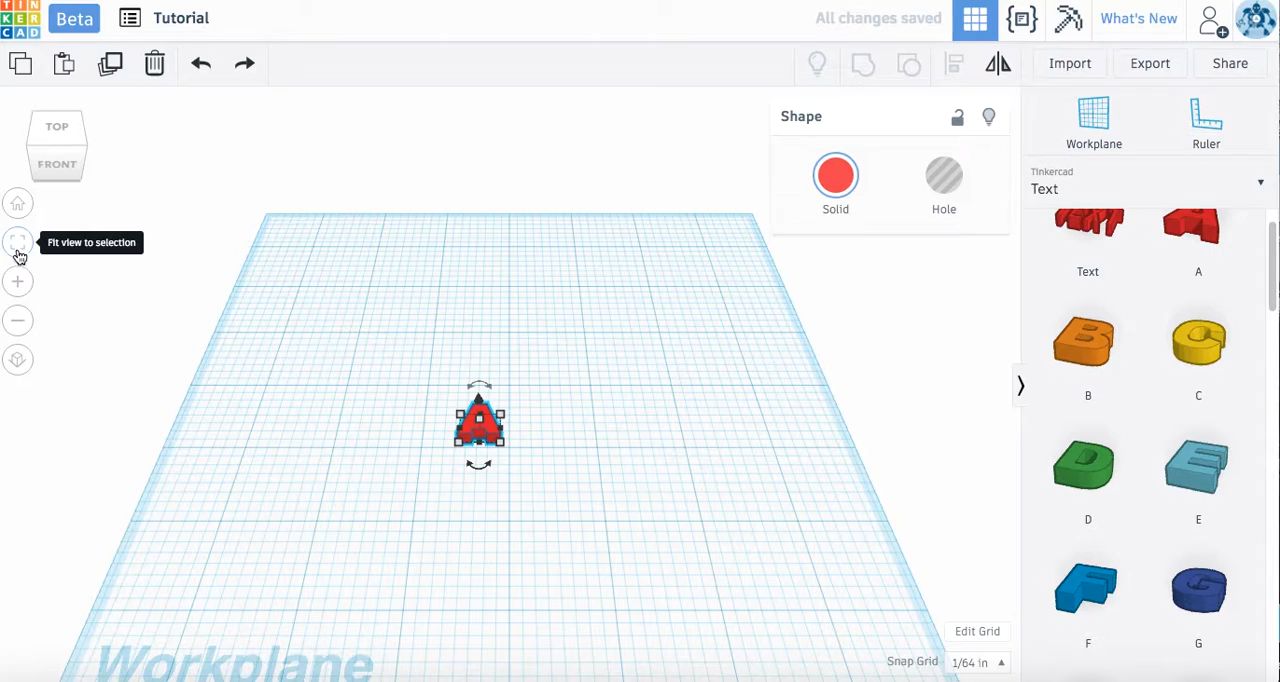 TIN
KER
CAD
Beta
Tutorial
All changes saved
What's New
Import
Export
Share
TOP
FRONT
Fit view to selection
Shape
Solid
Hole
Workplane
Ruler
Tinkercad
Text
Text
A
B
C
D
E
F
G
Workplane
Edit Grid
Snap Grid
1/64 in